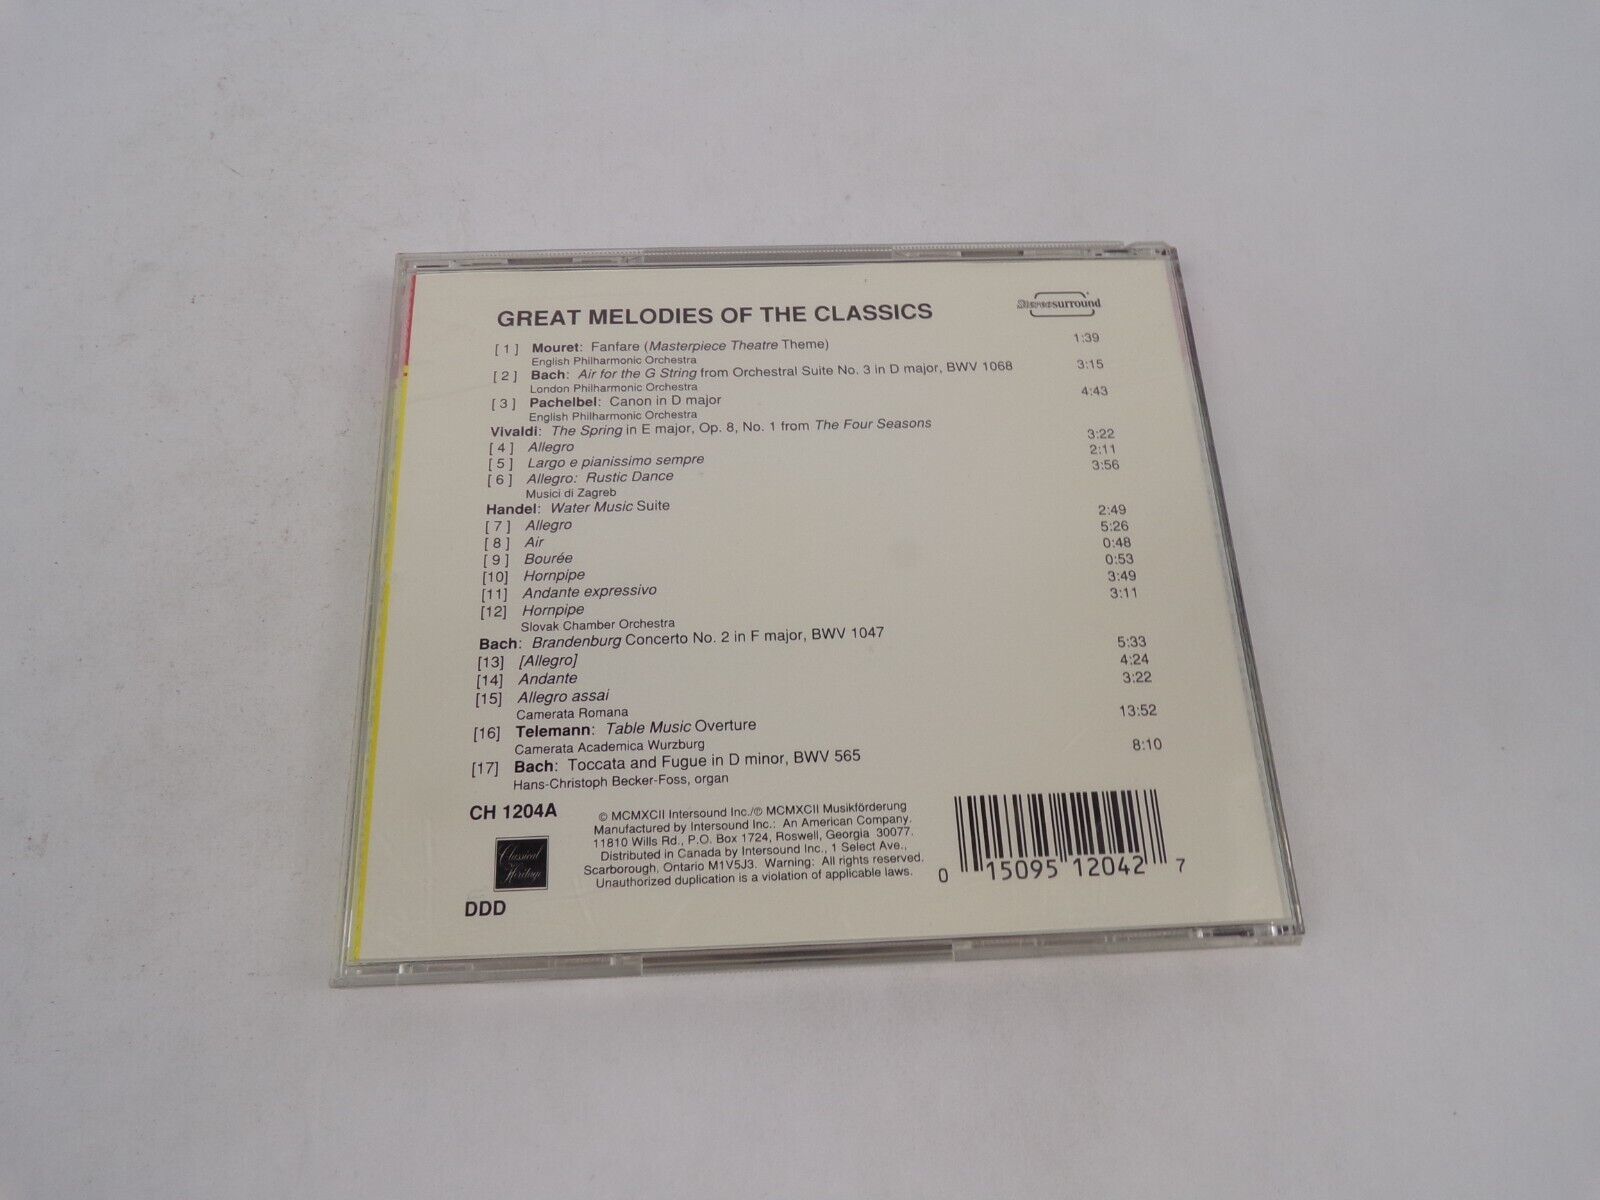 GREAT MELODIES OF THE CLASSICS
Stereosurround
[ 1 ] Mouret: Fanfare (Masterpiece Theatre Theme) 1:39
English Philharmonic Orchestra
[ 2 ] Bach: Air for the G String from Orchestral Suite No. 3 in D major, BWV 1068 3:15
London Philharmonic Orchestra
[ 3 ] Pachelbel: Canon in D major 4:43
English Philharmonic Orchestra
Vivaldi: The Spring in E major, Op. 8, No. 1 from The Four Seasons
[ 4 ] Allegro 3:22
[ 5 ] Largo e pianissimo sempre 2:11
[ 6 ] Allegro: Rustic Dance 3:56
Musici di Zagreb
Handel: Water Music Suite
[ 7 ] Allegro 2:49
[ 8 ] Air 5:26
[ 9 ] Bourée 0:48
[10] Hornpipe 0:53
[11] Andante expressivo 3:49
[12] Hornpipe 3:11
Slovak Chamber Orchestra
Bach: Brandenburg Concerto No. 2 in F major, BWV 1047
[13] [Allegro] 5:33
[14] Andante 4:24
[15] Allegro assai 3:22
Camerata Romana
[16] Telemann: Table Music Overture 13:52
Camerata Academica Wurzburg
[17] Bach: Toccata and Fugue in D minor, BWV 565 8:10
Hans-Christoph Becker-Foss, organ
CH 1204A
© MCMXCII Intersound Inc./℗ MCMXCII Musikförderung
Manufactured by Intersound Inc.: An American Company.
11810 Wills Rd., P.O. Box 1724, Roswell, Georgia 30077.
Distributed in Canada by Intersound Inc., 1 Select Ave.,
Scarborough, Ontario M1V5J3. Warning: All rights reserved.
Unauthorized duplication is a violation of applicable laws.
Classical Heritage
DDD
0 15095 12042 7